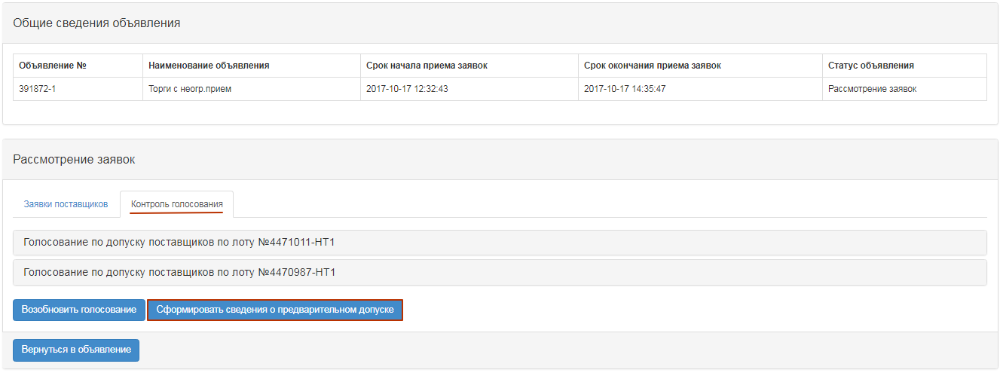 Общие сведения объявления
Объявление № Наименование объявления Срок начала приема заявок Срок окончания приема заявок Статус объявления
391872-1 Торги с неогр.прием 2017-10-17 12:32:43 2017-10-17 14:35:47 Рассмотрение заявок
Рассмотрение заявок
Заявки поставщиков Контроль голосования
Голосование по допуску поставщиков по лоту №4471011-НТ1
Голосование по допуску поставщиков по лоту №4470987-НТ1
Возобновить голосование Сформировать сведения о предварительном допуске
Вернуться в объявление